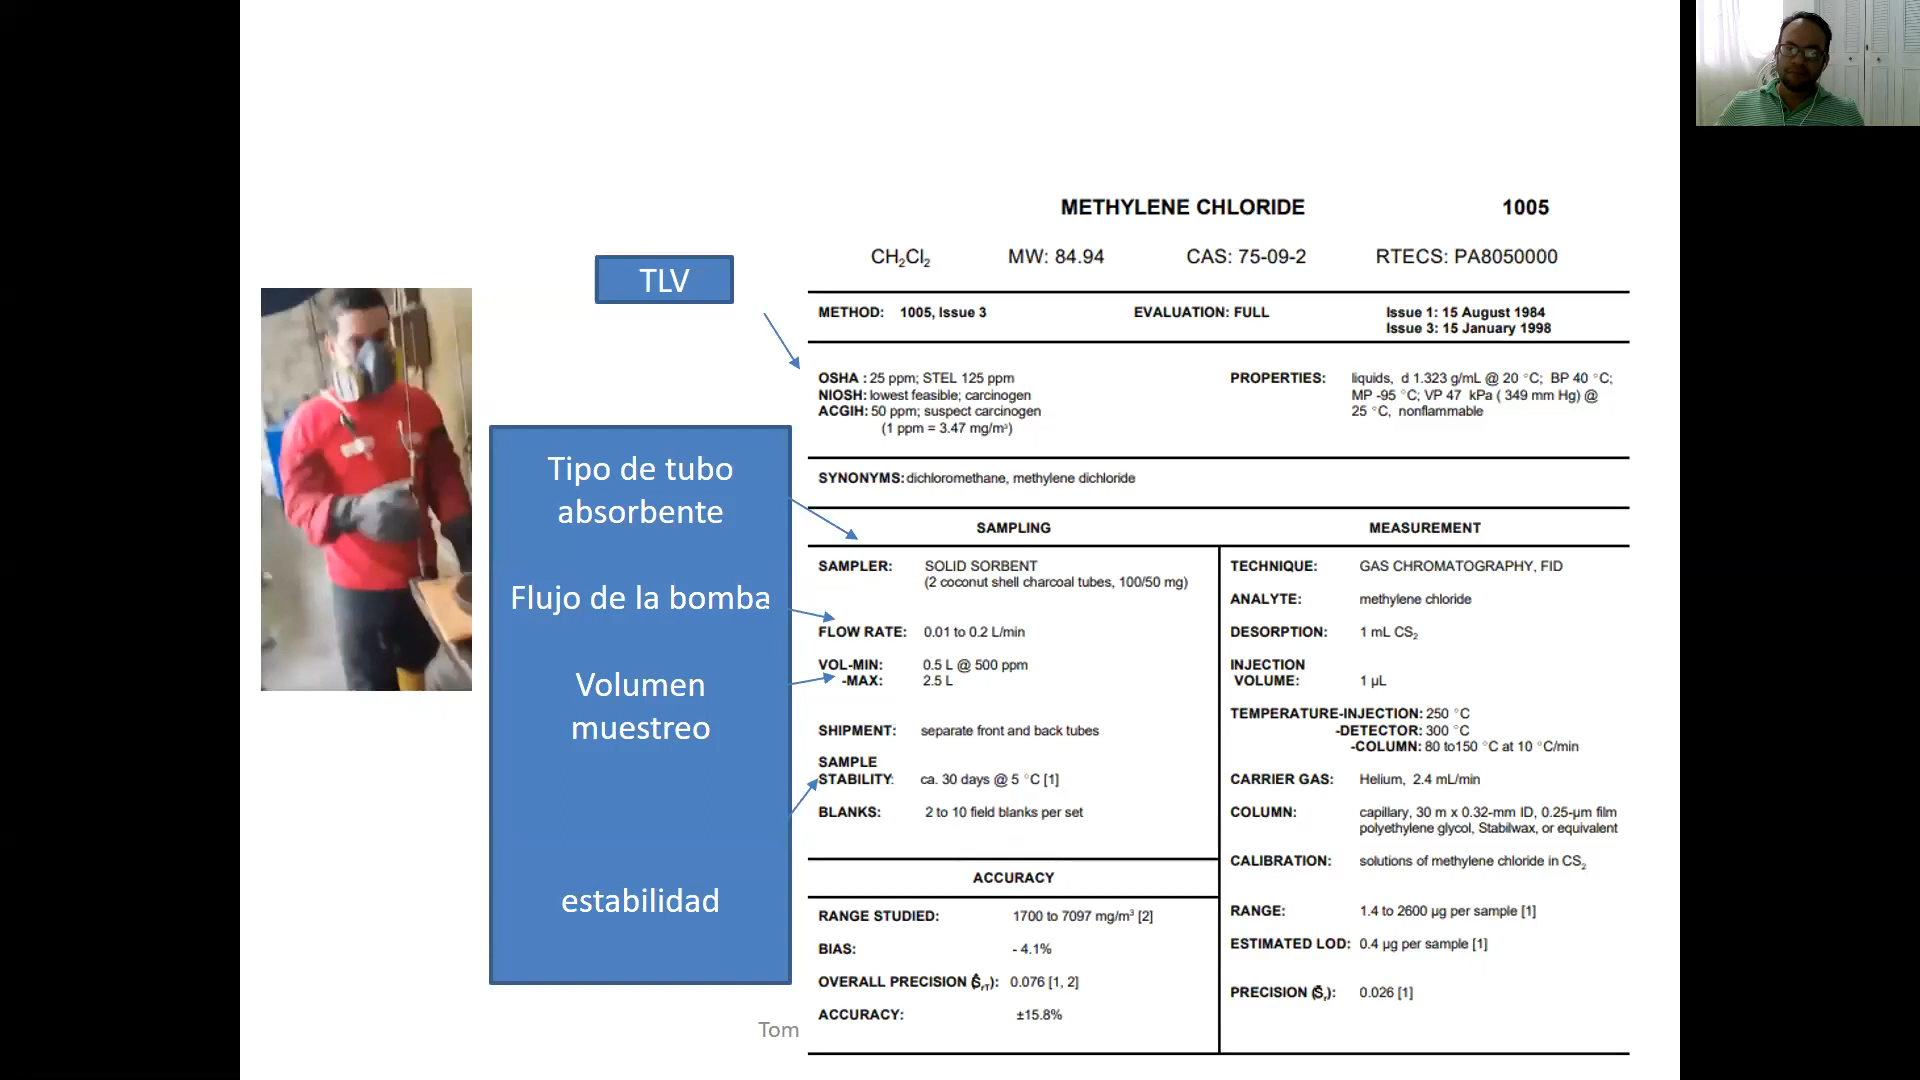 METHYLENE CHLORIDE 1005
CH2Cl2 MW: 84.94 CAS: 75-09-2 RTECS: PA8050000
TLV
METHOD: 1005, Issue 3 EVALUATION: FULL Issue 1: 15 August 1984
Issue 3: 15 January 1998
OSHA : 25 ppm; STEL 125 ppm
NIOSH: lowest feasible; carcinogen
ACGIH: 50 ppm; suspect carcinogen
(1 ppm = 3.47 mg/m³)
PROPERTIES: liquids, d 1.323 g/mL @ 20 °C; BP 40 °C;
MP -95 °C; VP 47 kPa ( 349 mm Hg) @
25 °C, nonflammable
SYNONYMS: dichloromethane, methylene dichloride
Tipo de tubo
absorbente
Flujo de la bomba
Volumen
muestreo
estabilidad
SAMPLING
SAMPLER: SOLID SORBENT
(2 coconut shell charcoal tubes, 100/50 mg)
FLOW RATE: 0.01 to 0.2 L/min
VOL-MIN: 0.5 L @ 500 ppm
-MAX: 2.5 L
SHIPMENT: separate front and back tubes
SAMPLE
STABILITY: ca. 30 days @ 5 °C [1]
BLANKS: 2 to 10 field blanks per set
ACCURACY
RANGE STUDIED: 1700 to 7097 mg/m³ [2]
BIAS: - 4.1%
OVERALL PRECISION (ŜrT): 0.076 [1, 2]
ACCURACY: ±15.8%
MEASUREMENT
TECHNIQUE: GAS CHROMATOGRAPHY, FID
ANALYTE: methylene chloride
DESORPTION: 1 mL CS2
INJECTION
VOLUME: 1 µL
TEMPERATURE-INJECTION: 250 °C
-DETECTOR: 300 °C
-COLUMN: 80 to150 °C at 10 °C/min
CARRIER GAS: Helium, 2.4 mL/min
COLUMN: capillary, 30 m x 0.32-mm ID, 0.25-µm film
polyethylene glycol, Stabilwax, or equivalent
CALIBRATION: solutions of methylene chloride in CS2
RANGE: 1.4 to 2600 µg per sample [1]
ESTIMATED LOD: 0.4 µg per sample [1]
PRECISION (S̄r): 0.026 [1]
Tom